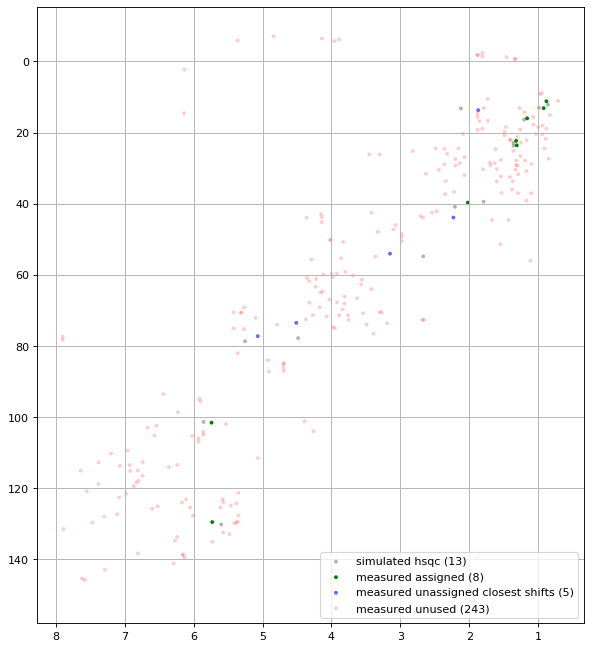 0
20
40
60
80
100
120
140
simulated hsqc (13)
measured assigned (8)
measured unassigned closest shifts (5)
measured unused (243)
8 7 6 5 4 3 2 1